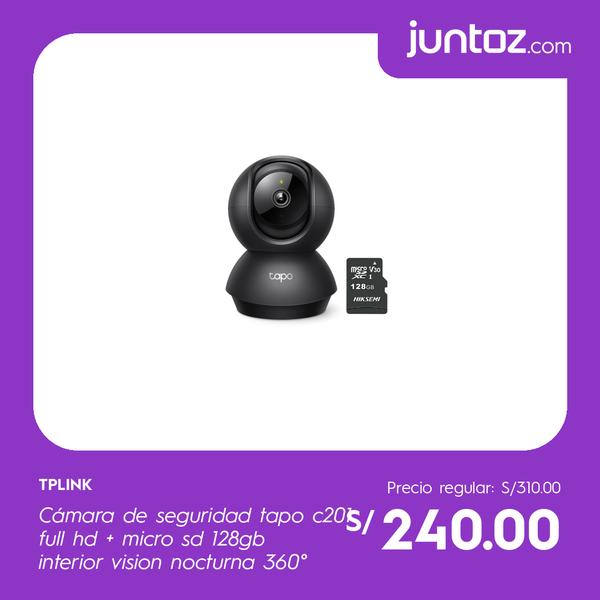 juntoz.com
tapo
micro SD XC I V30
128GB
HIKSEMI
TPLINK
Precio regular: S/310.00
Cámara de seguridad tapo c201
S/ 240.00
full hd + micro sd 128gb
interior vision nocturna 360°